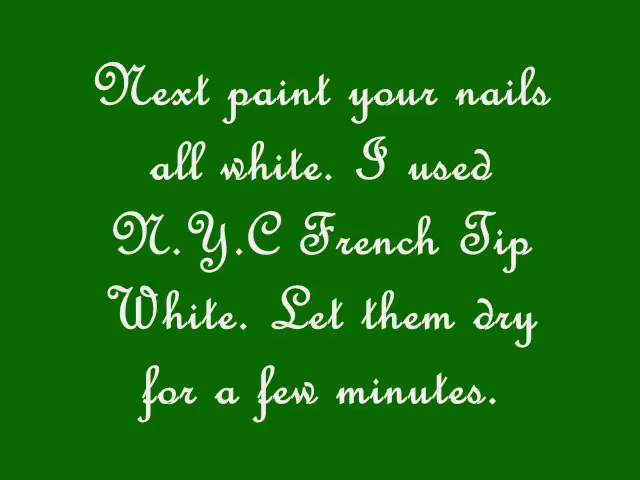 Next paint your nails
all white. I used
N.Y.C French Tip
White. Let them dry
for a few minutes.